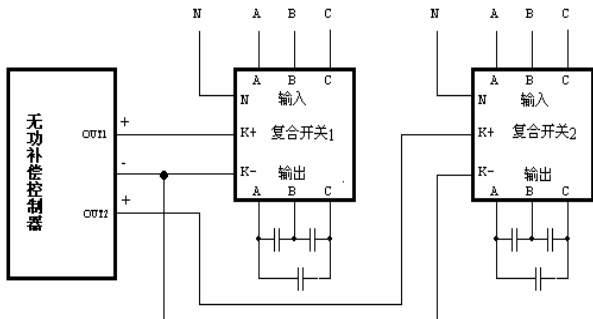 N A B C N A B C
A B C A B C
N 输入 N 输入
无功补偿控制器
+
OUT1 K+ 复合开关1 K+ 复合开关2
-
K- 输出 K- 输出
A B C A B C
+
OUT2